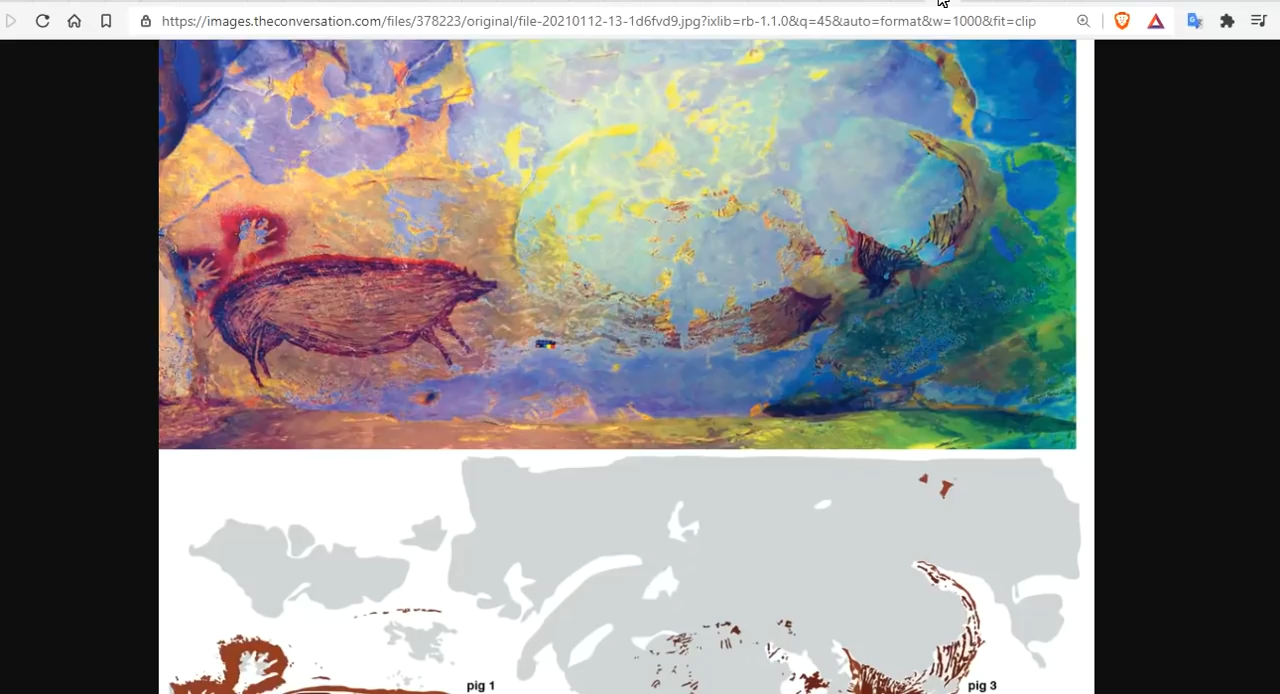 https://images.theconversation.com/files/378223/original/file-20210112-13-1d6fvd9.jpg?ixlib=rb-1.1.0&q=45&auto=format&w=1000&fit=clip
pig 1
pig 3